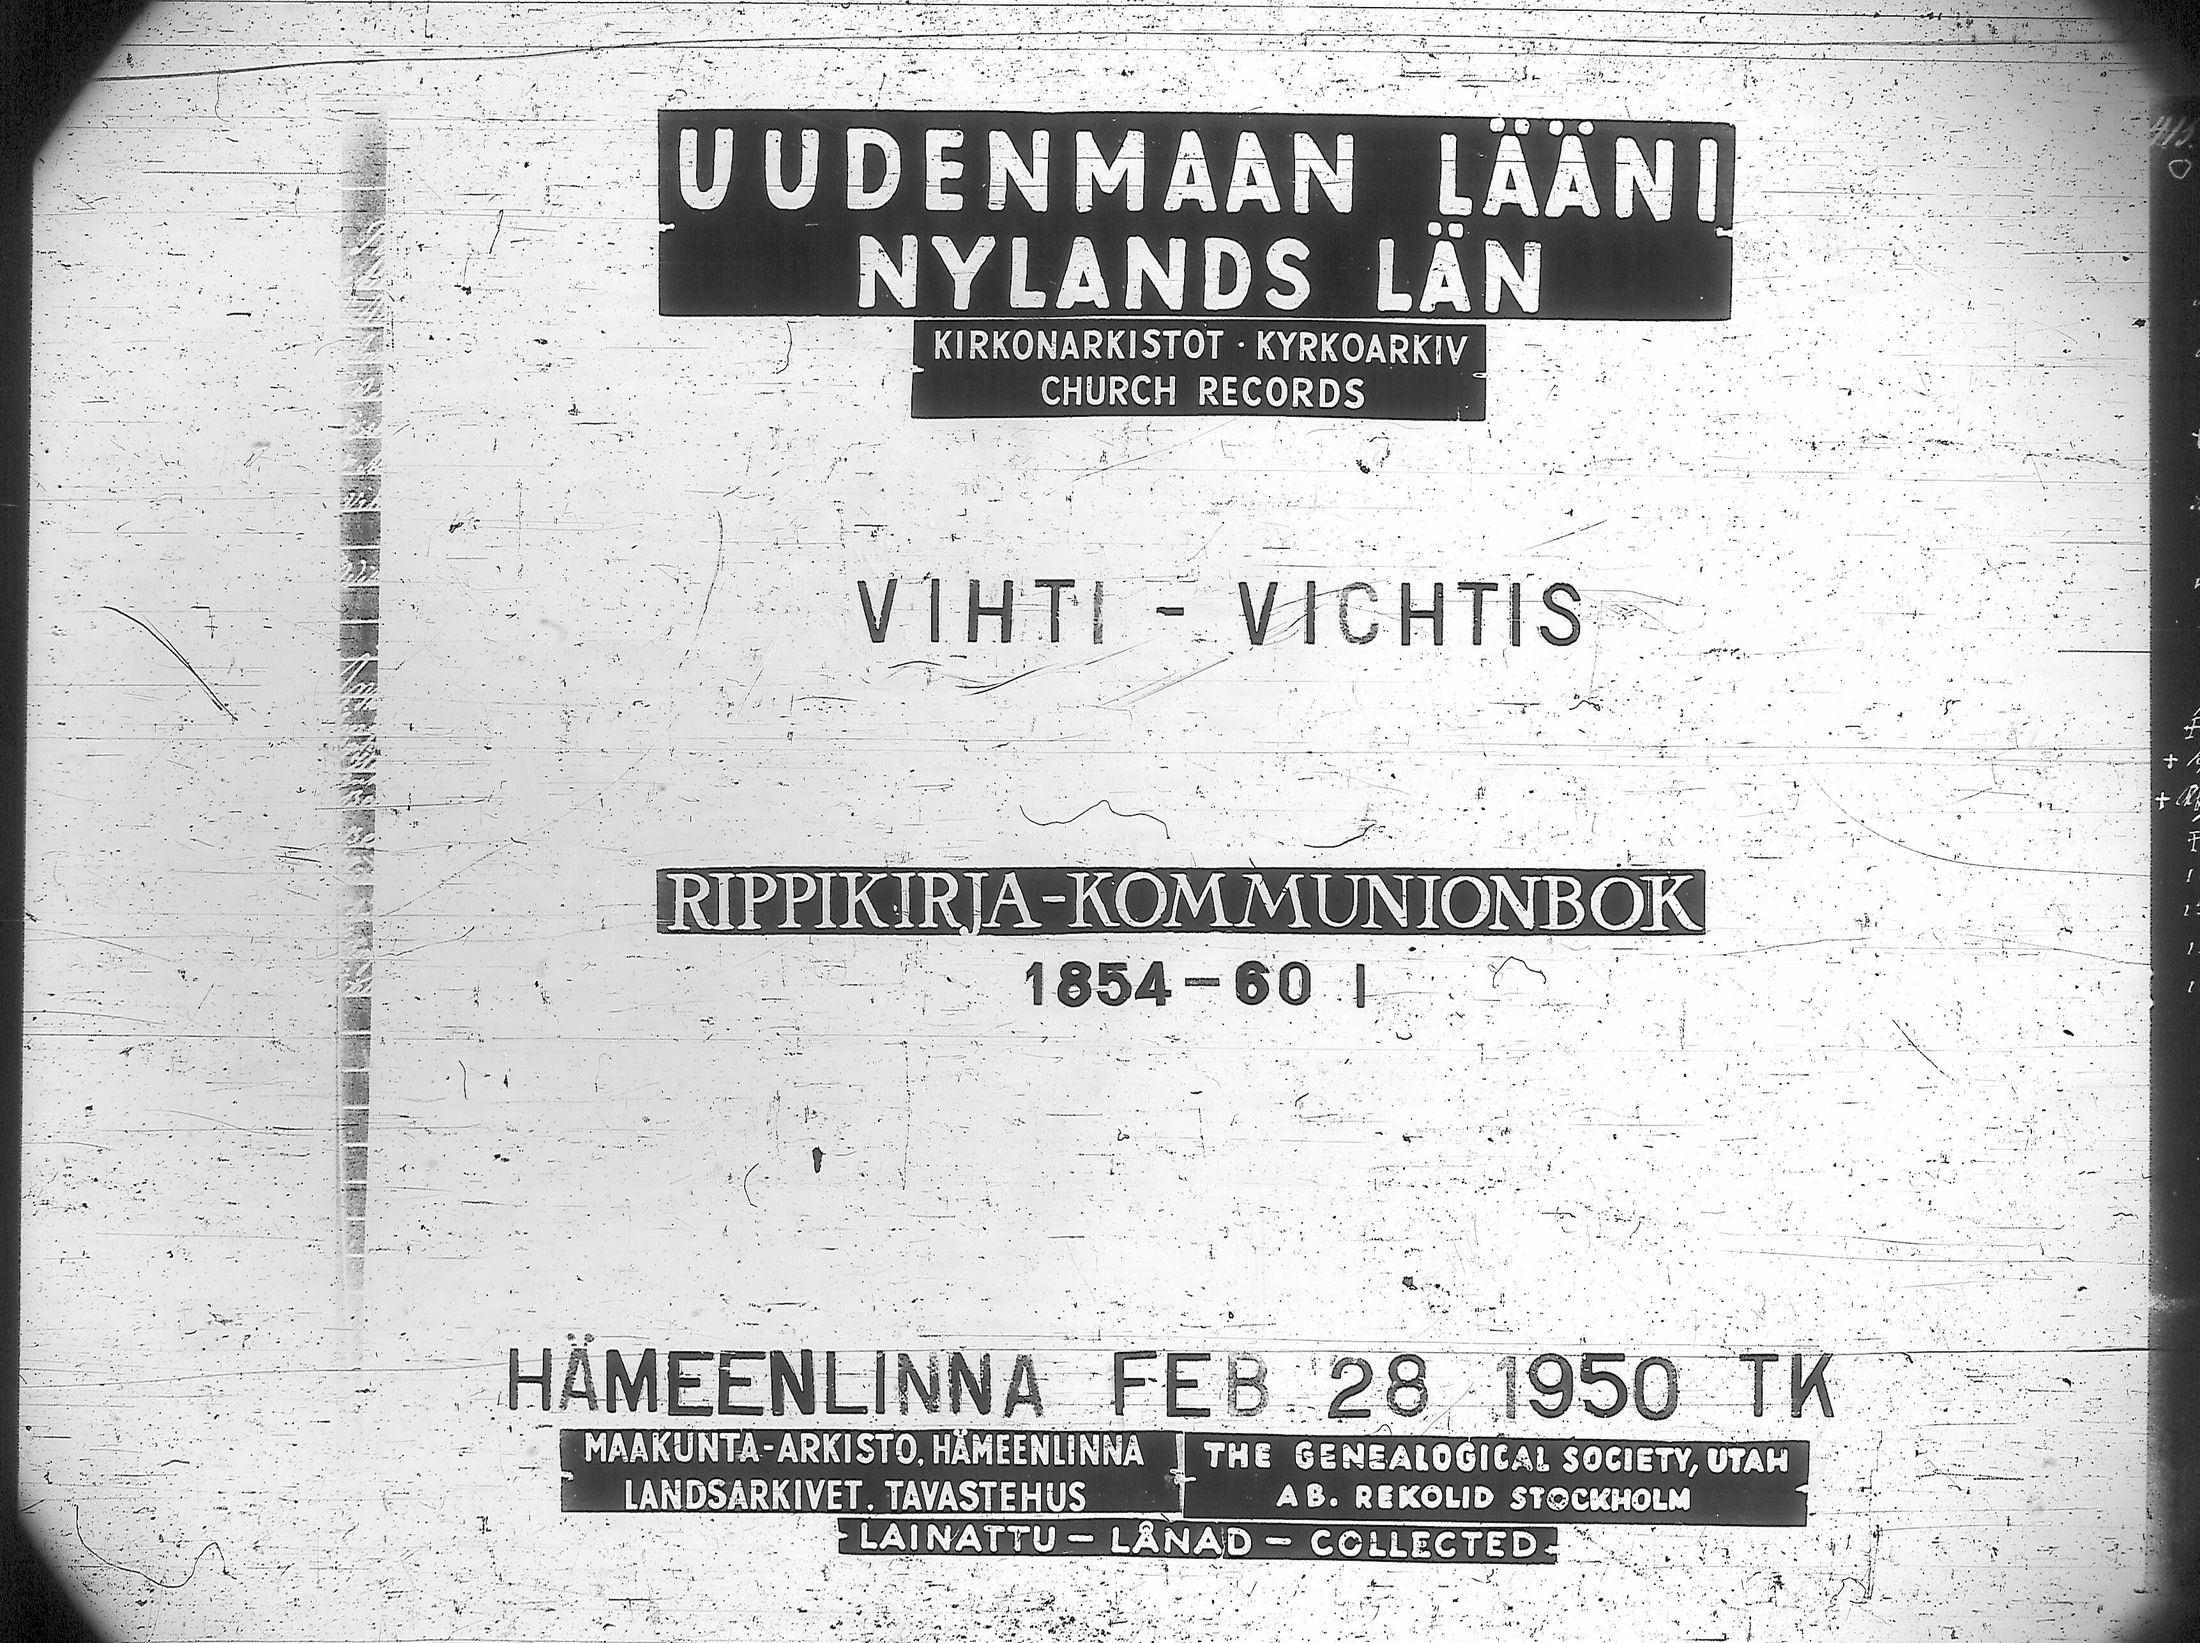 UUDENMAAN LÄÄNI
NYLANDS LÄN
KIRKONARKISTOT · KYRKOARKIV
CHURCH RECORDS
VIHTI - VICHTIS
RIPPIKIRJA-KOMMUNIONBOK
1854-60 I
HÄMEENLINNA FEB 28 1950 TK
MAAKUNTA-ARKISTO, HÄMEENLINNA
LANDSARKIVET. TAVASTEHUS
THE GENEALOGICAL SOCIETY, UTAH
AB. REKOLID STOCKHOLM
LAINATTU - LÅNAD - COLLECTED